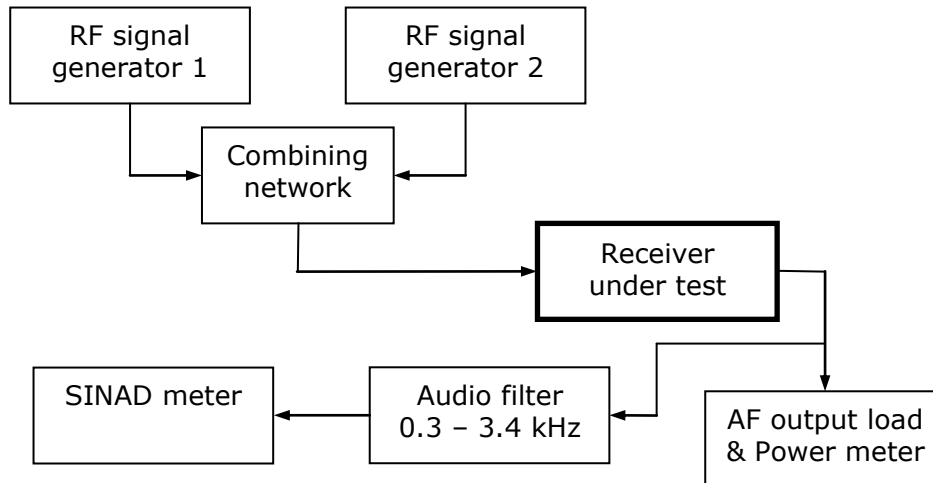 RF signal
generator 1
RF signal
generator 2
Combining
network
Receiver
under test
SINAD meter
Audio filter
0.3 – 3.4 kHz
AF output load
& Power meter